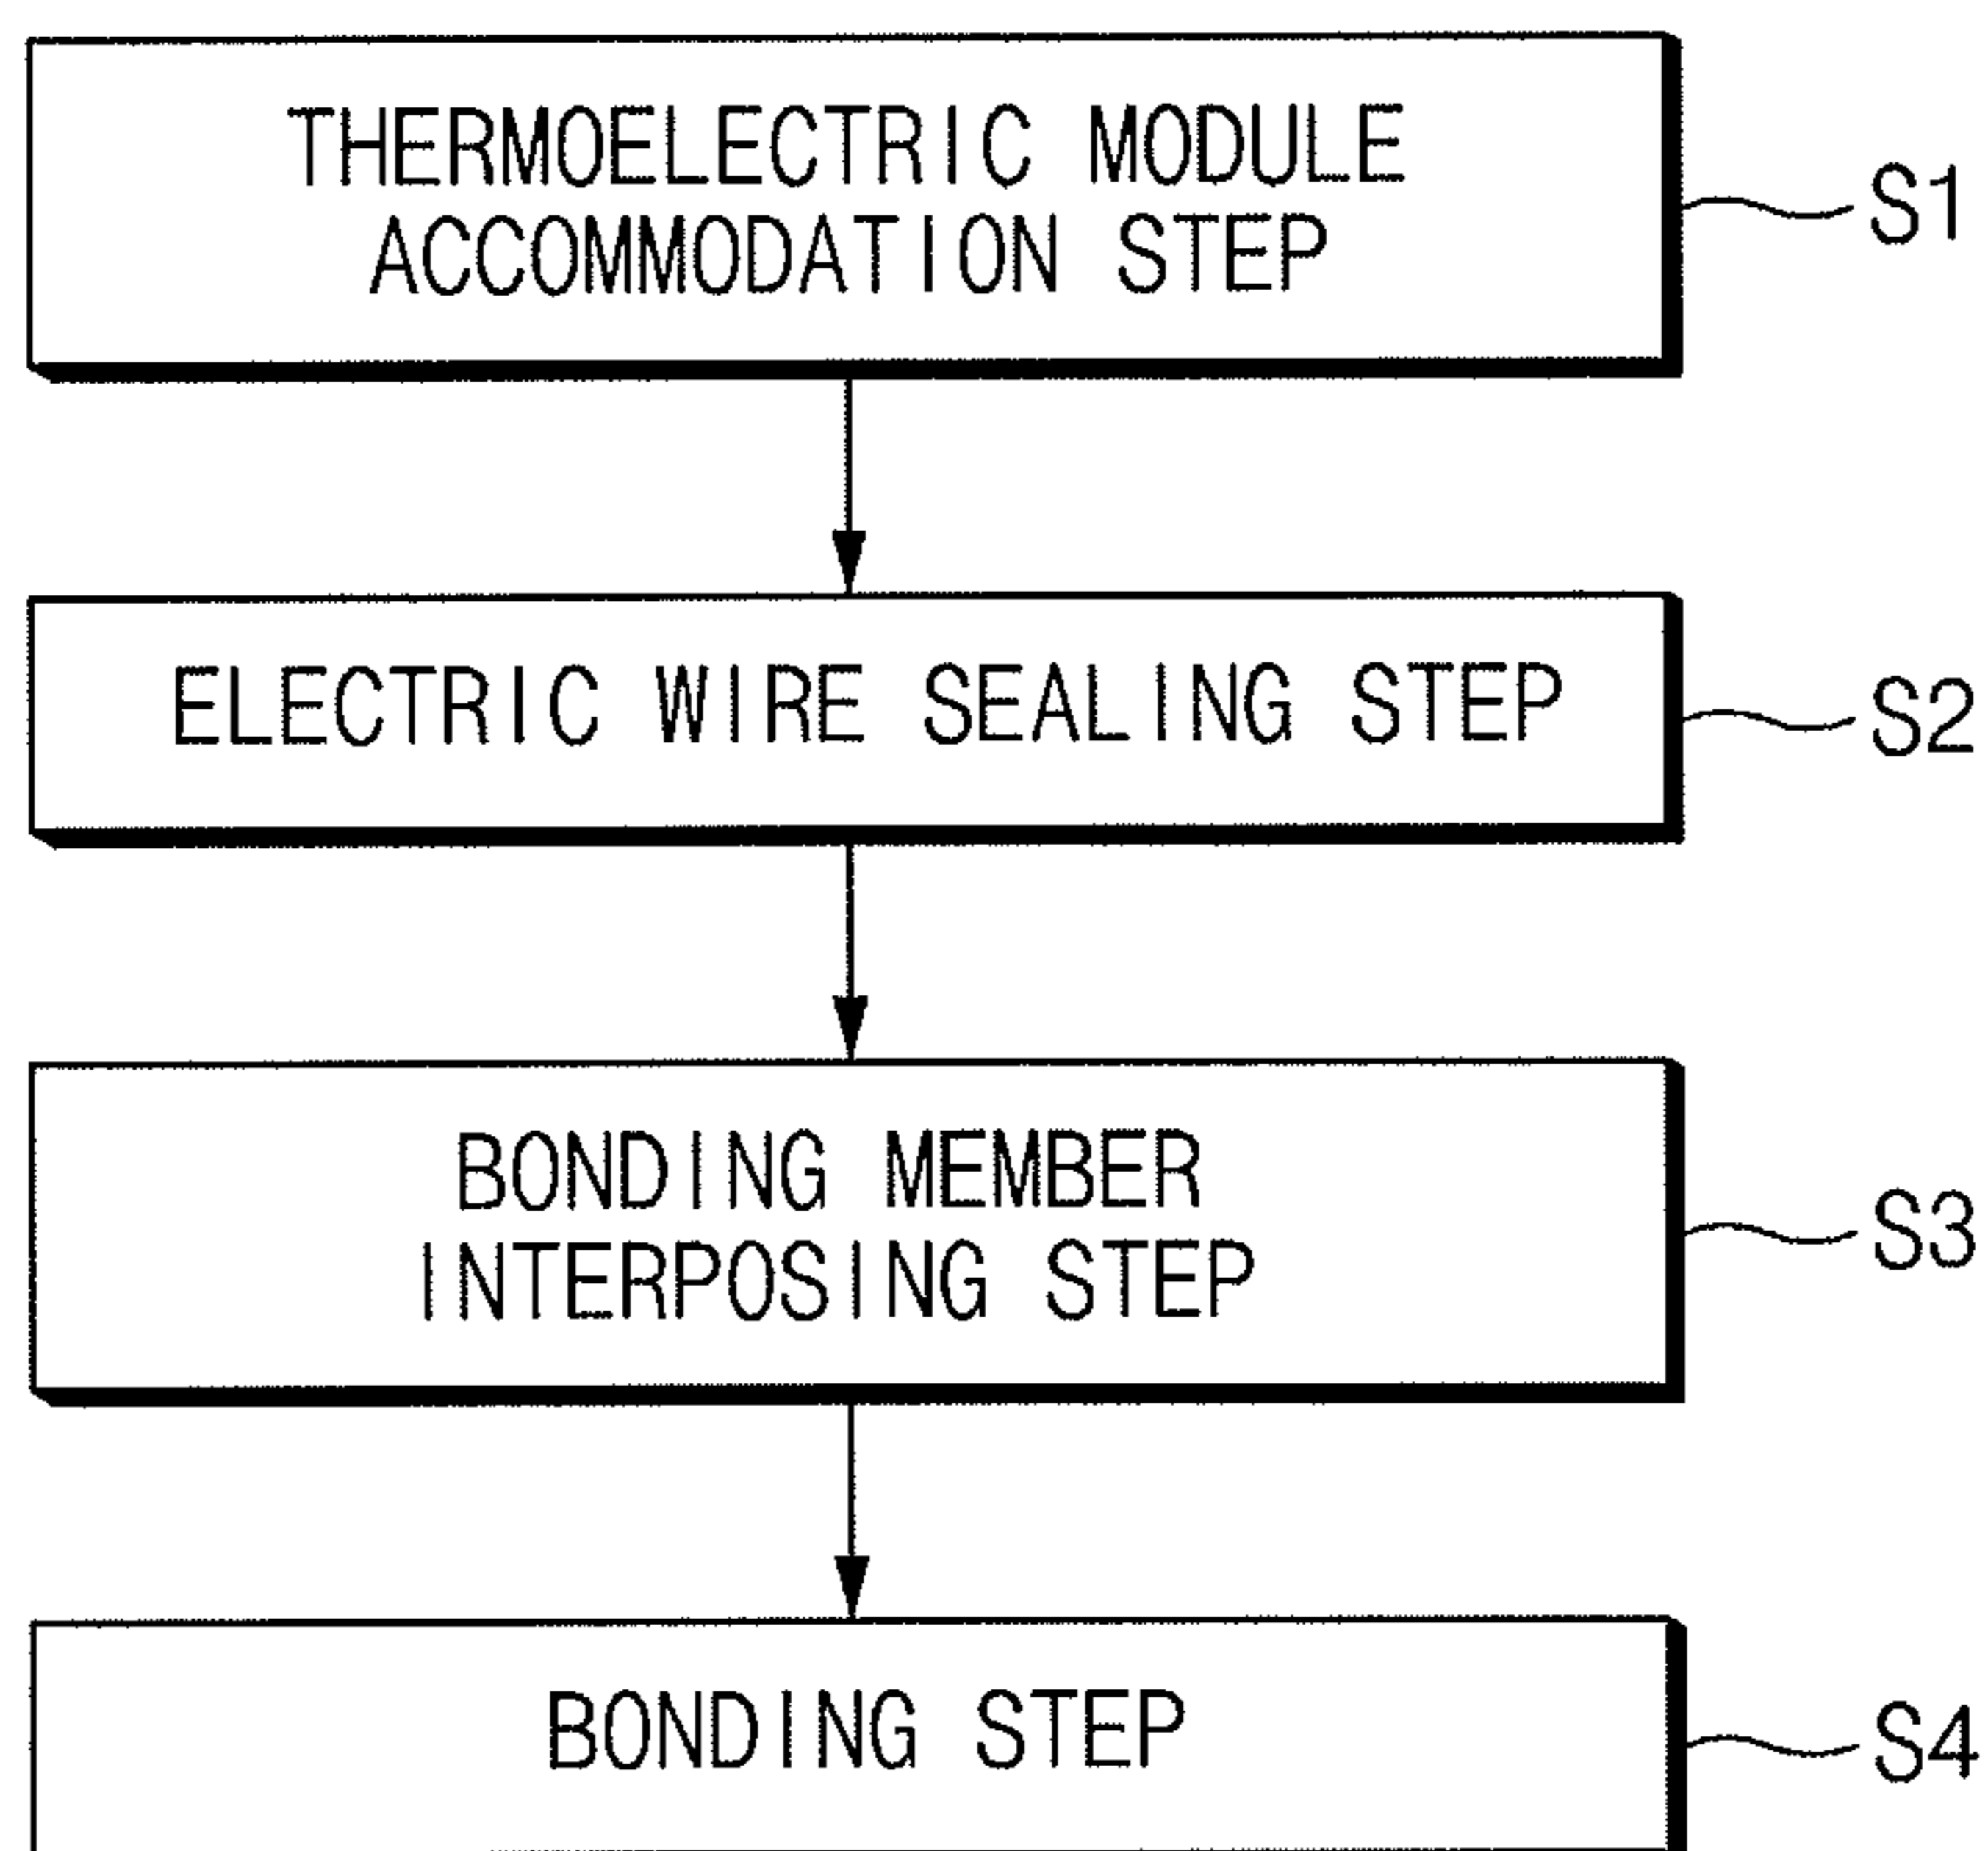 THERMOELECTRIC MODULE
ACCOMMODATION STEP
S1
ELECTRIC WIRE SEALING STEP
S2
BONDING MEMBER
INTERPOSING STEP
S3
BONDING STEP
S4